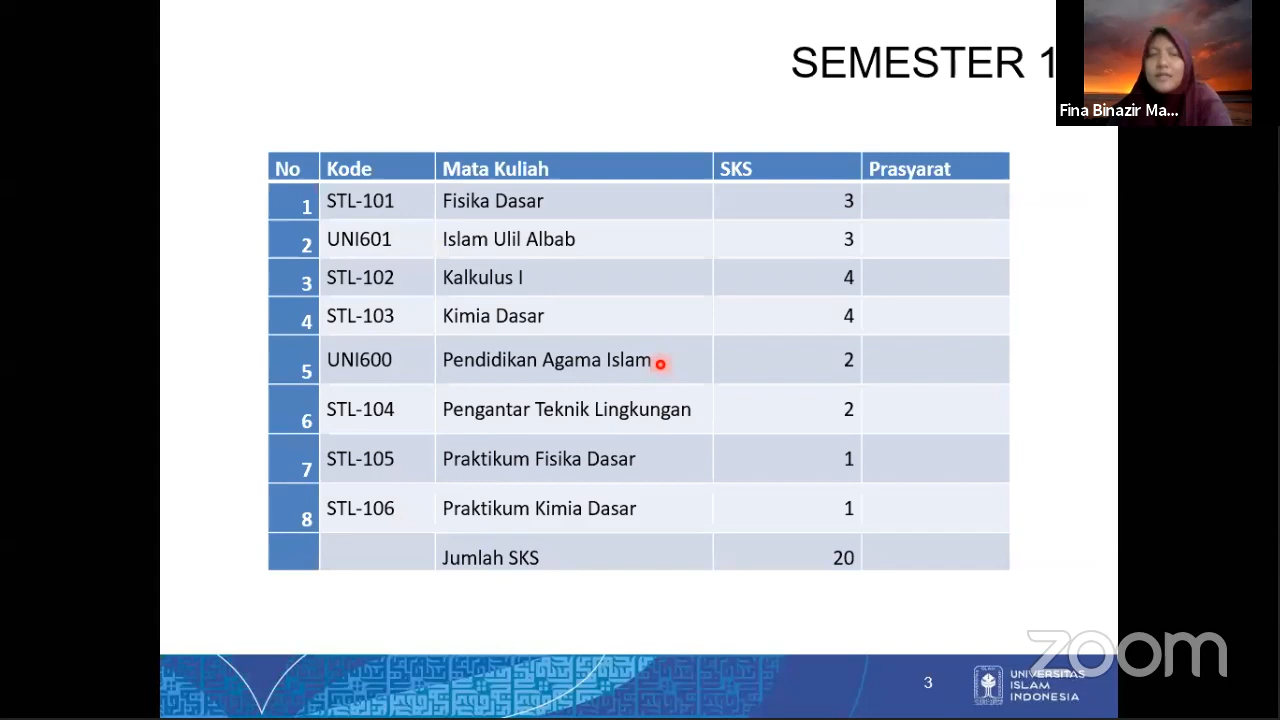 SEMESTER 1
Fina Binazir Ma...
No Kode Mata Kuliah SKS Prasyarat
1 STL-101 Fisika Dasar 3
2 UNI601 Islam Ulil Albab 3
3 STL-102 Kalkulus I 4
4 STL-103 Kimia Dasar 4
5 UNI600 Pendidikan Agama Islam 2
6 STL-104 Pengantar Teknik Lingkungan 2
7 STL-105 Praktikum Fisika Dasar 1
8 STL-106 Praktikum Kimia Dasar 1
Jumlah SKS 20
zoom
3
UNIVERSITAS
ISLAM
INDONESIA